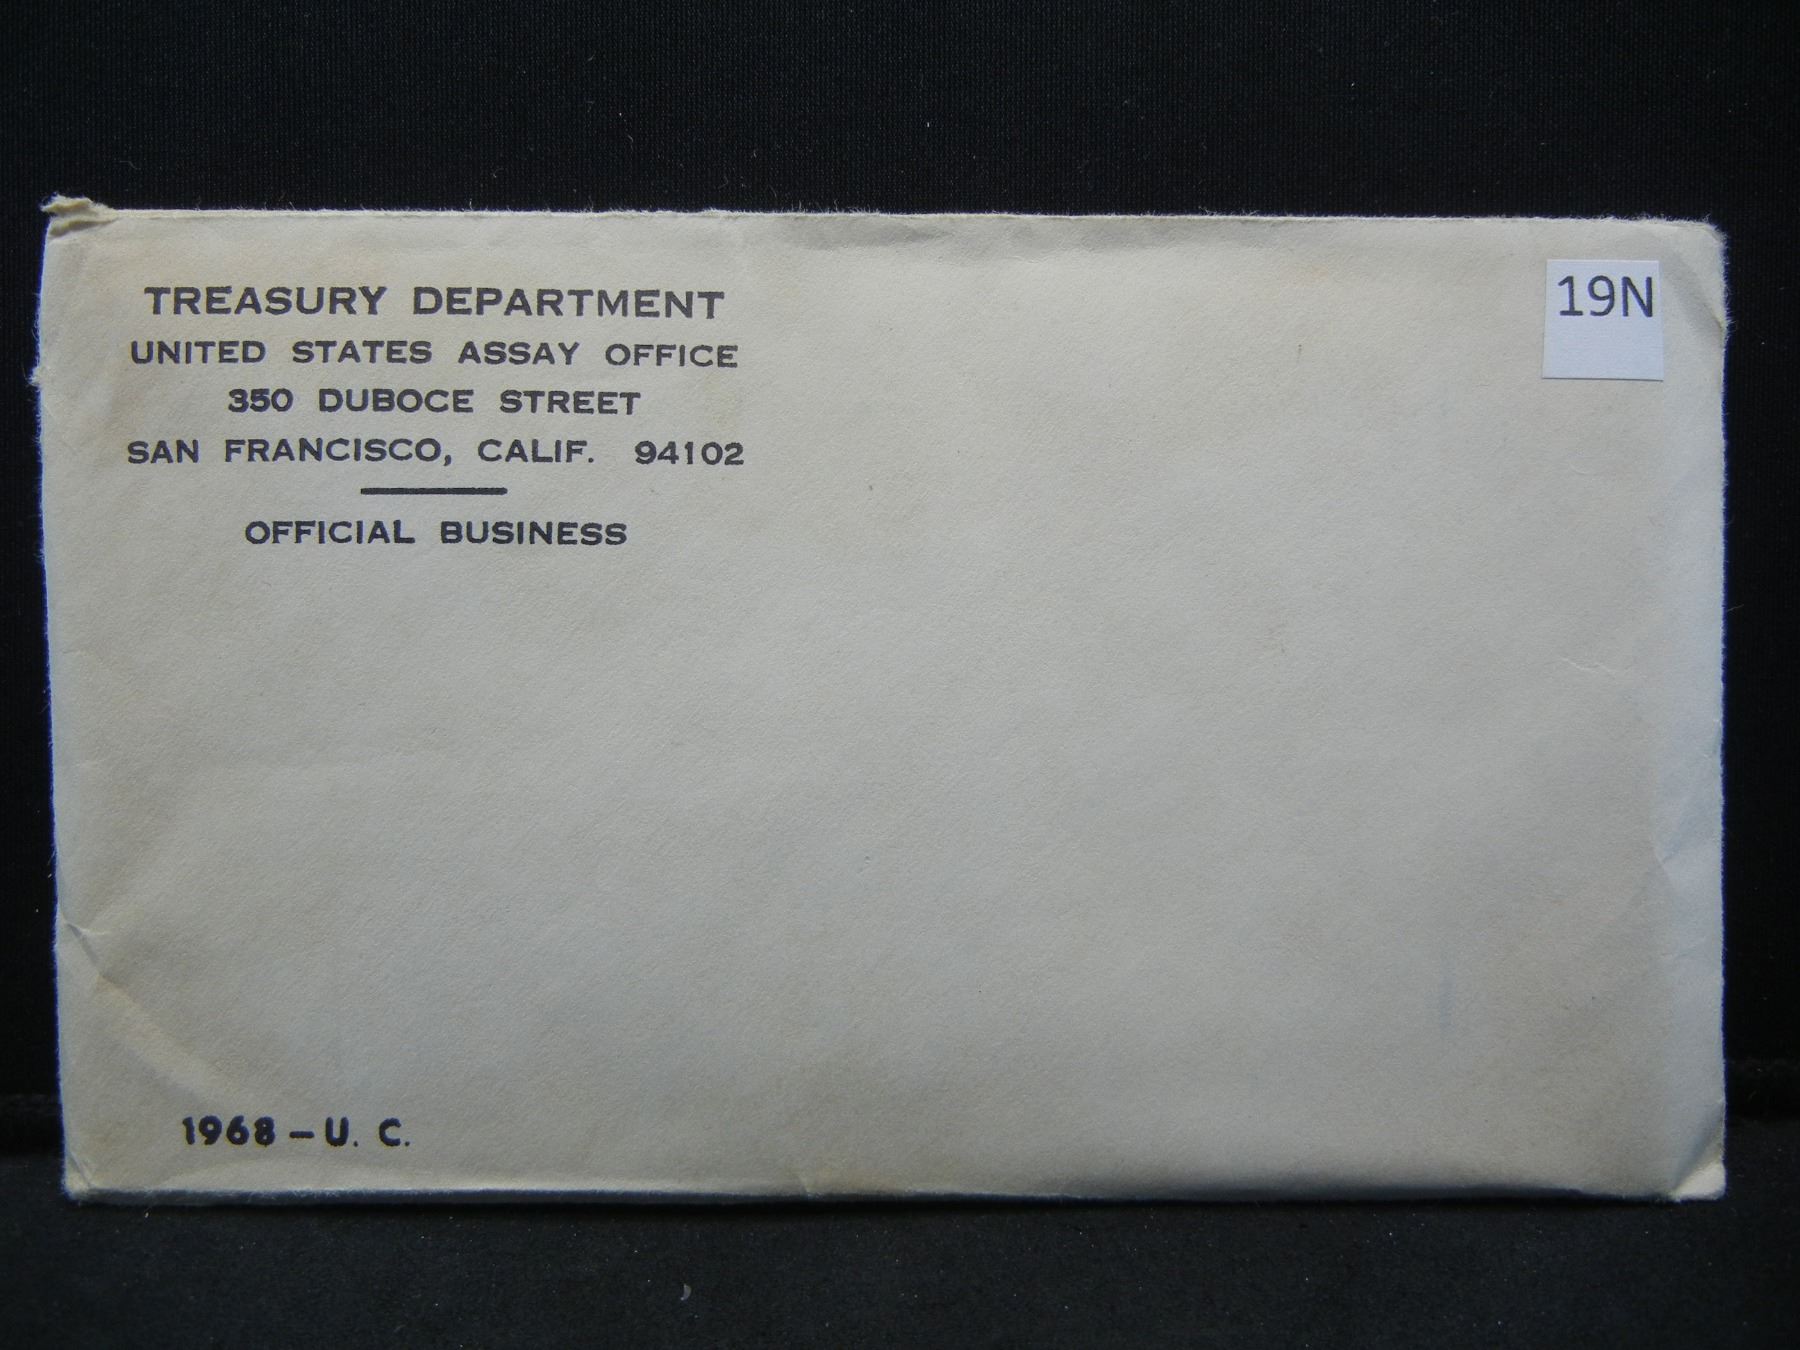 TREASURY DEPARTMENT
UNITED STATES ASSAY OFFICE
350 DUBOCE STREET
SAN FRANCISCO, CALIF. 94102
OFFICIAL BUSINESS
19N
1968 – U. C.